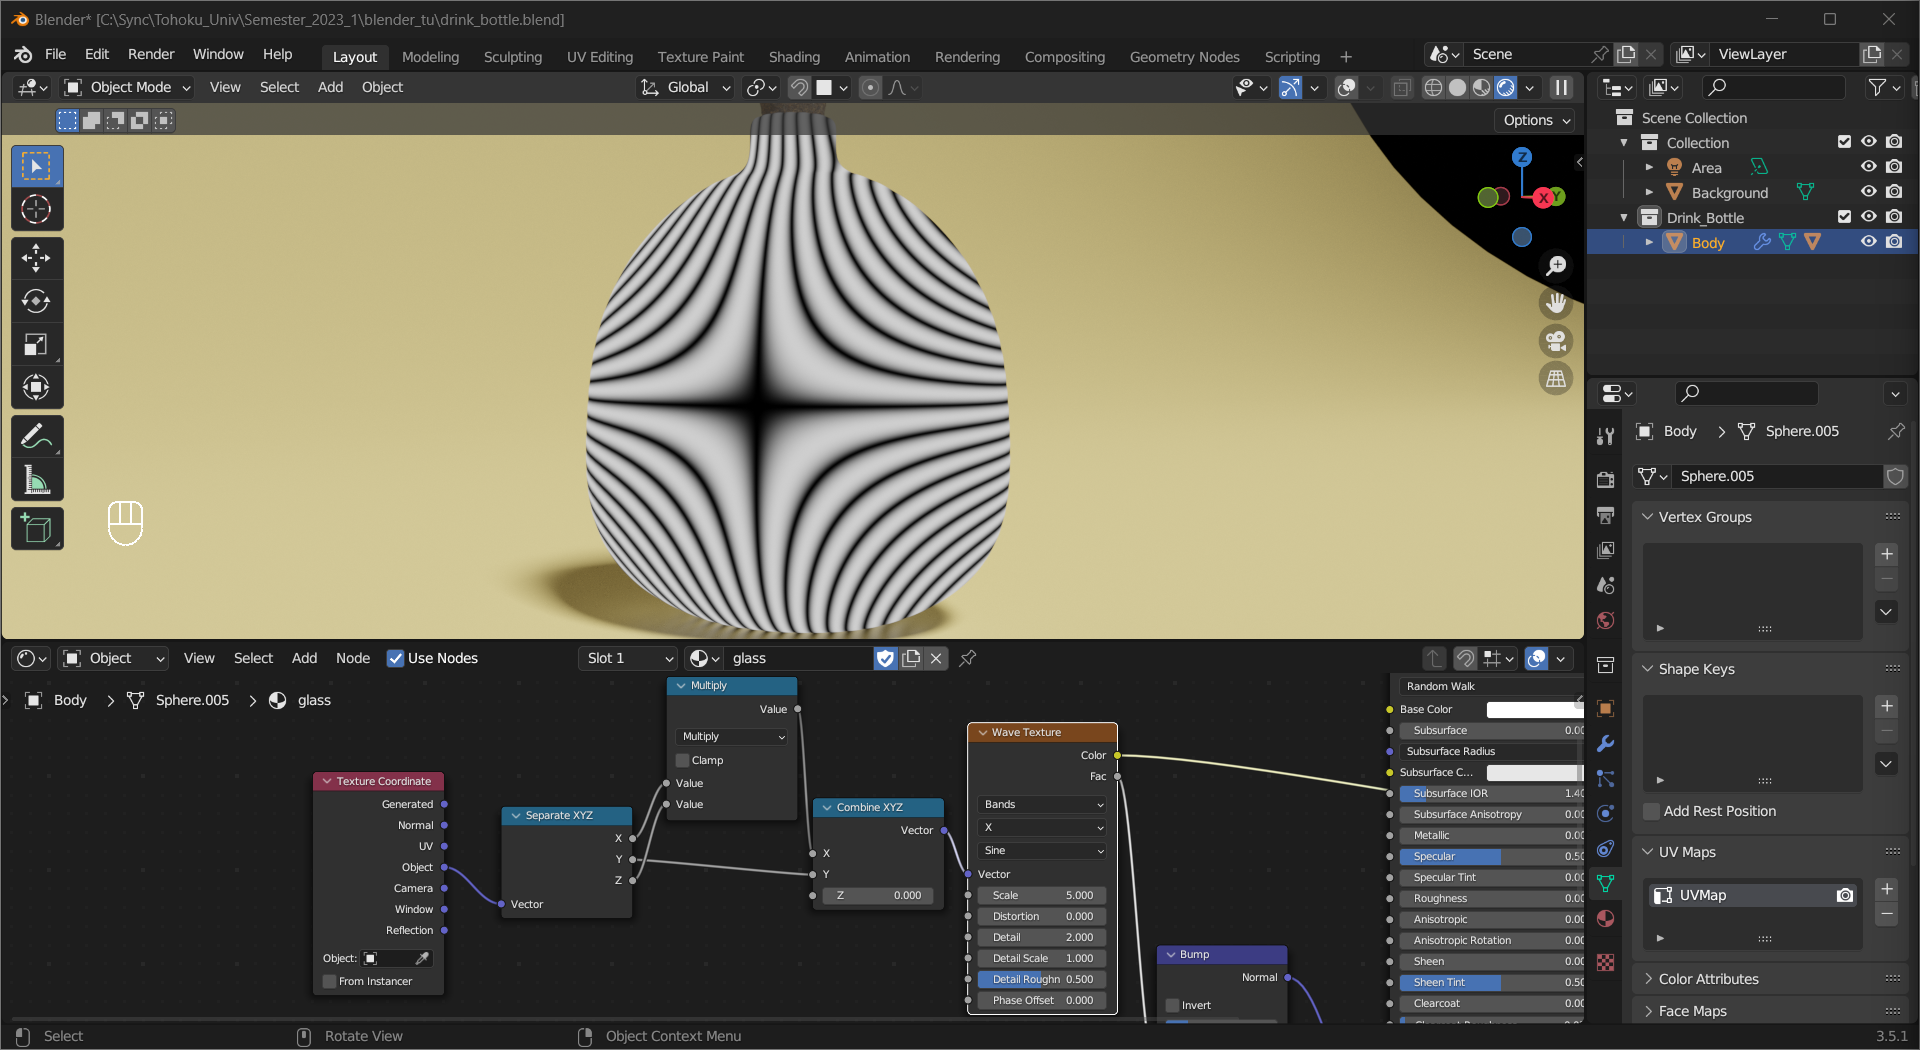 Blender* [C:\Sync\Tohoku_Univ\Semester_2023_1\blender_tu\drink_bottle.blend]
File Edit Render Window Help Layout Modeling Sculpting UV Editing Texture Paint Shading Animation Rendering Compositing Geometry Nodes Scripting + Scene ViewLayer
Object Mode View Select Add Object Global
Options
Z
X Y
Scene Collection
Collection
Area
Background
Drink_Bottle
Body
Body > Sphere.005
Sphere.005
Vertex Groups
Shape Keys
Add Rest Position
UV Maps
UVMap
Color Attributes
Face Maps
Object View Select Add Node Use Nodes Slot 1 glass
Body > Sphere.005 > glass
Texture Coordinate
Generated
Normal
UV
Object
Camera
Window
Reflection
Object:
From Instancer
Separate XYZ
X
Y
Z
Vector
Multiply
Value
Multiply
Clamp
Value
Value
Combine XYZ
Vector
X
Y
Z 0.000
Wave Texture
Color
Fac
Bands
X
Sine
Vector
Scale 5.000
Distortion 0.000
Detail 2.000
Detail Scale 1.000
Detail Roughn 0.500
Phase Offset 0.000
Bump
Normal
Invert
Random Walk
Base Color
Subsurface 0.00
Subsurface Radius
Subsurface C...
Subsurface IOR 1.40
Subsurface Anisotropy 0.00
Metallic 0.00
Specular 0.50
Specular Tint 0.00
Roughness 0.00
Anisotropic 0.00
Anisotropic Rotation 0.00
Sheen 0.00
Sheen Tint 0.50
Clearcoat 0.00
Select Rotate View Object Context Menu 3.5.1